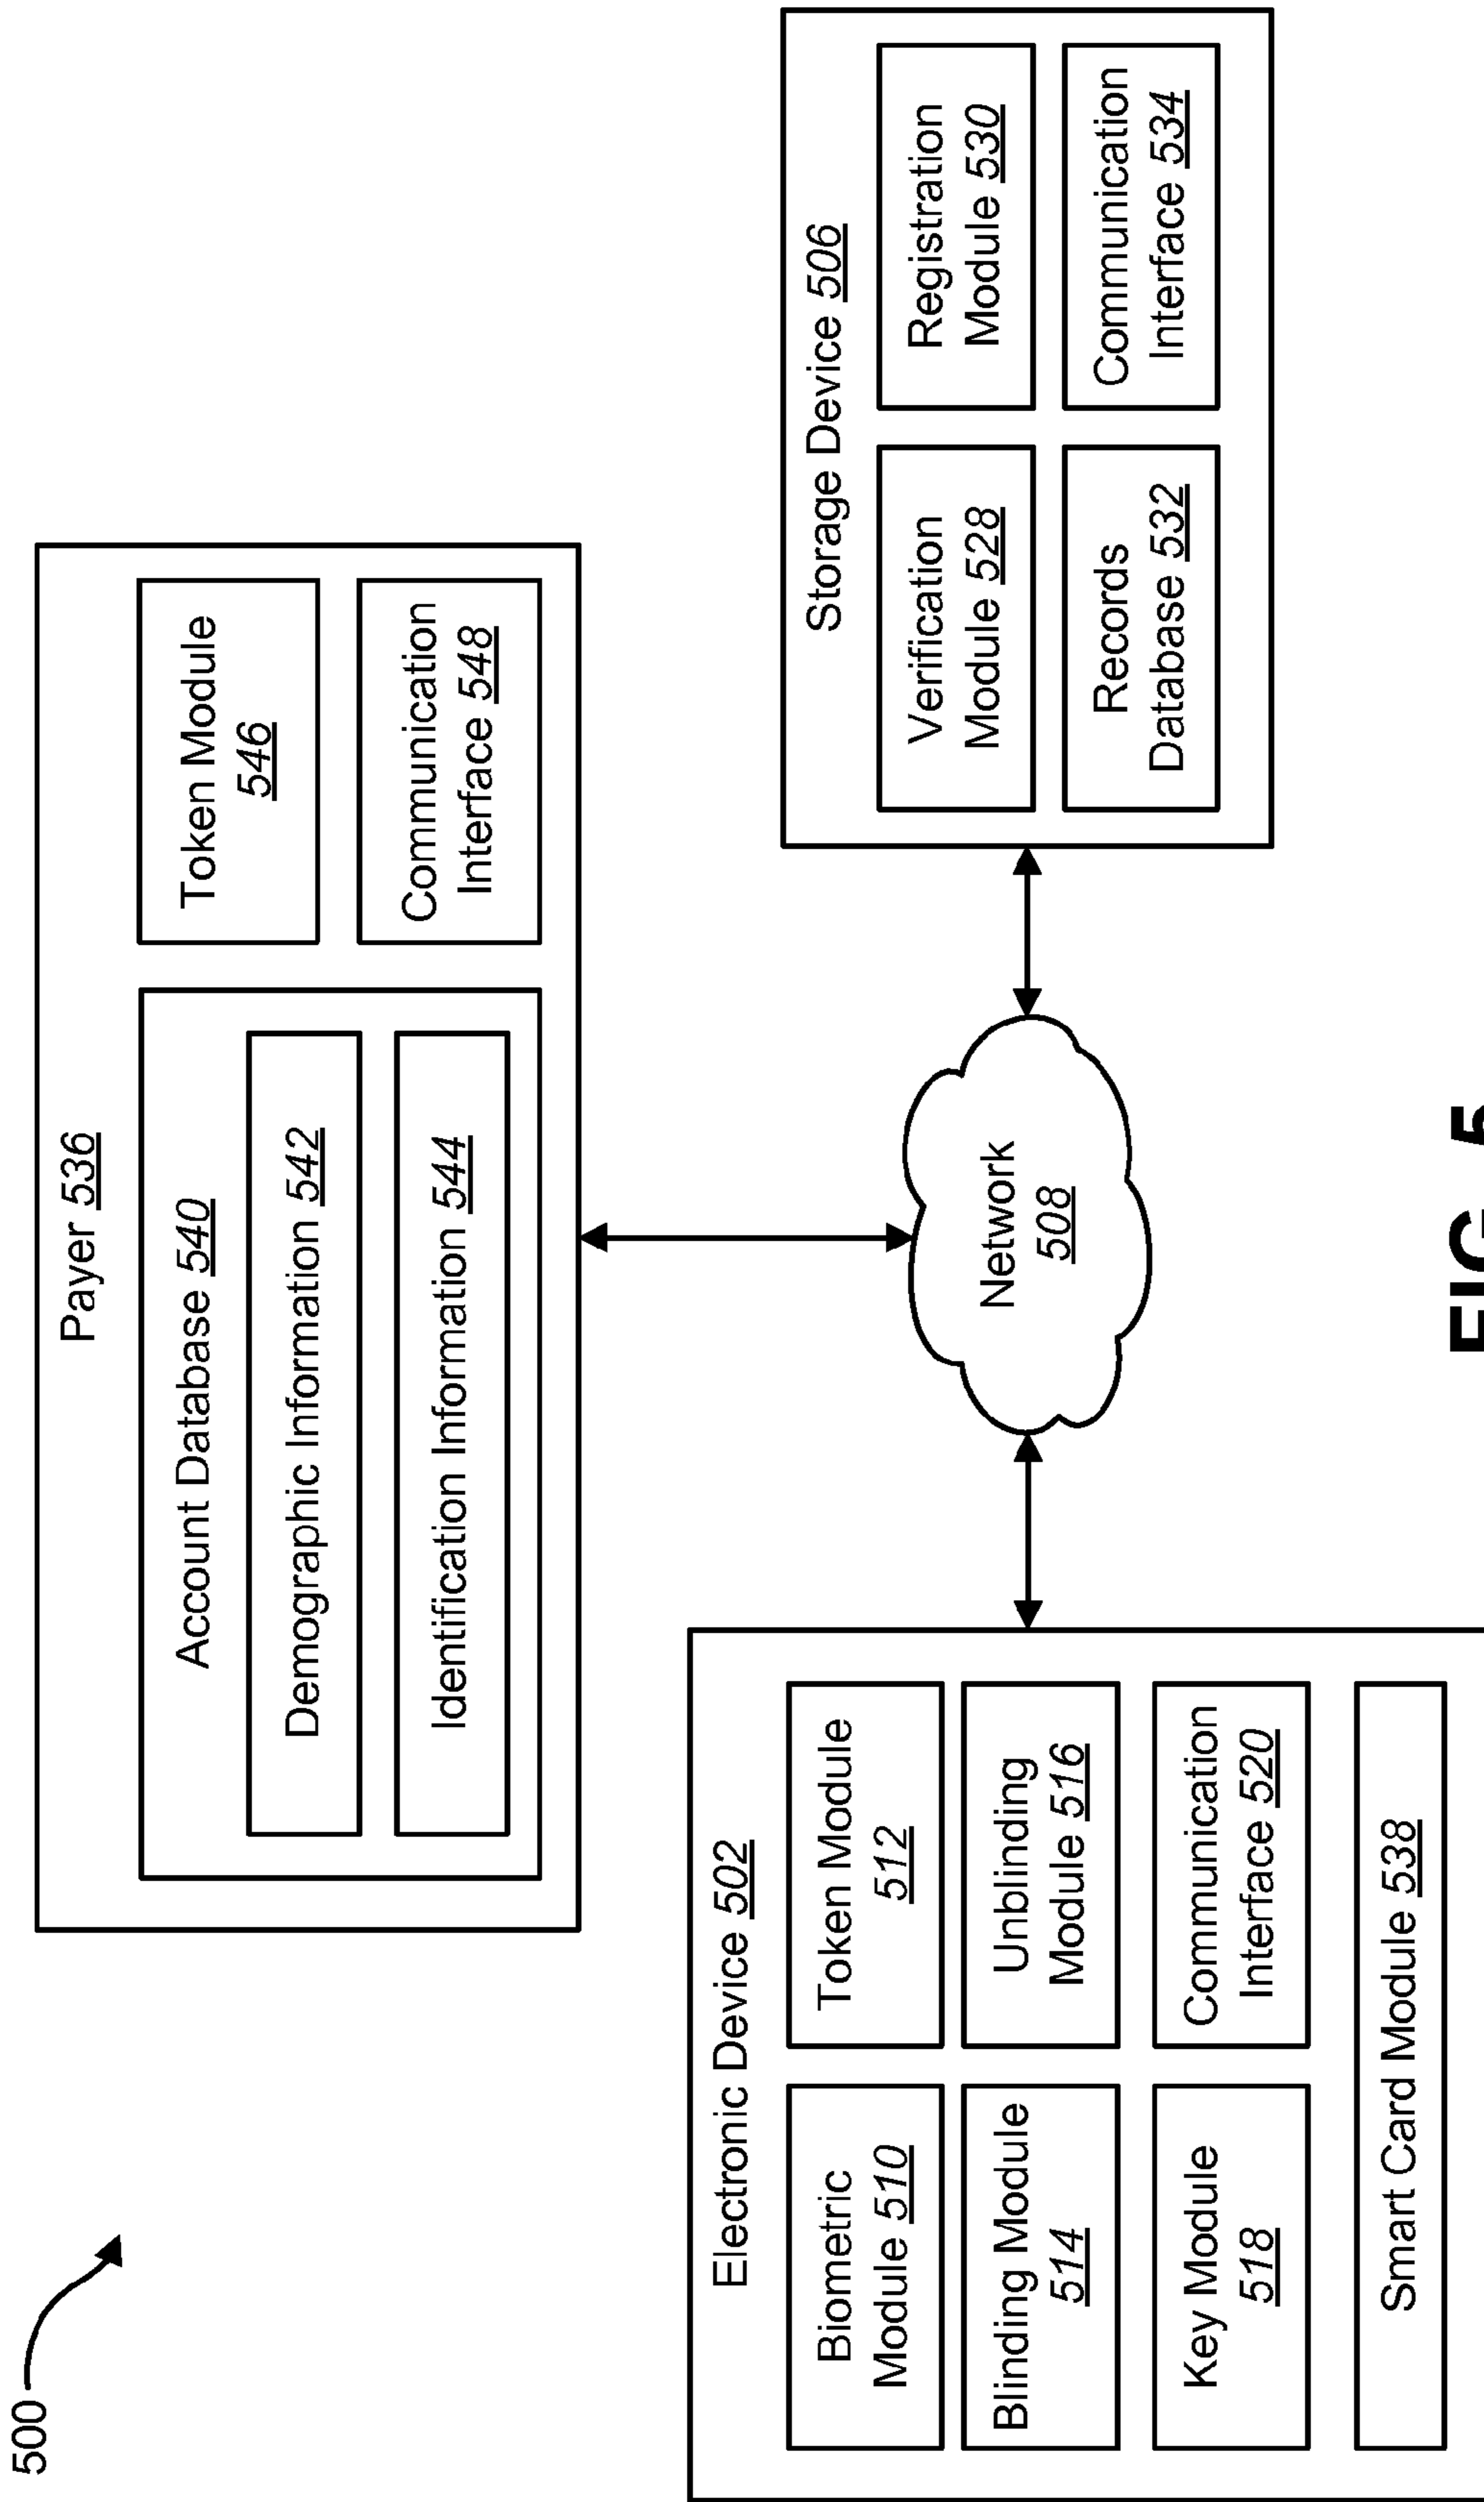 500
Payer 536
Account Database 540
Demographic Information 542
Identification Information 544
Token Module
546
Communication
Interface 548
Electronic Device 502
Biometric
Module 510
Token Module
512
Blinding Module
514
Unblinding
Module 516
Key Module
518
Communication
Interface 520
Smart Card Module 538
Network
508
Storage Device 506
Verification
Module 528
Registration
Module 530
Records
Database 532
Communication
Interface 534
FIG. 5